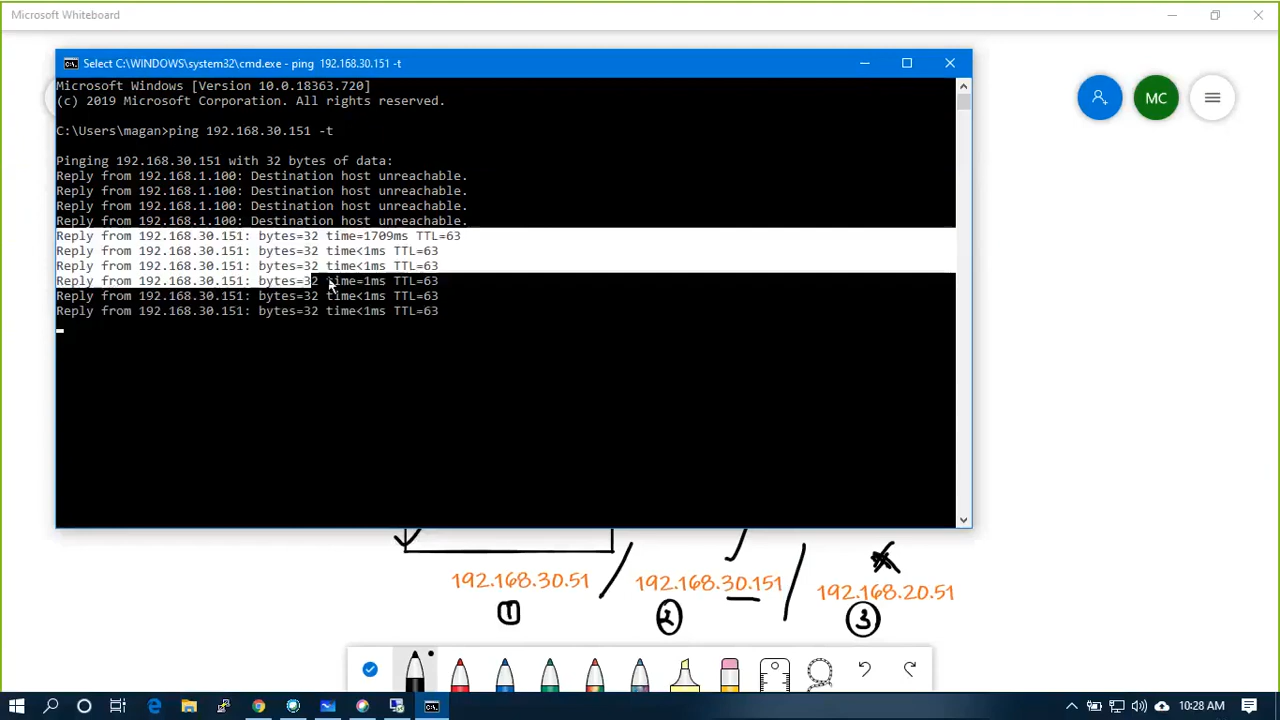 Microsoft Whiteboard
Select C:\WINDOWS\system32\cmd.exe - ping  192.168.30.151 -t
Microsoft Windows [Version 10.0.18363.720]
(c) 2019 Microsoft Corporation. All rights reserved.
C:\Users\magan>ping 192.168.30.151 -t
Pinging 192.168.30.151 with 32 bytes of data:
Reply from 192.168.1.100: Destination host unreachable.
Reply from 192.168.1.100: Destination host unreachable.
Reply from 192.168.1.100: Destination host unreachable.
Reply from 192.168.1.100: Destination host unreachable.
Reply from 192.168.30.151: bytes=32 time=1709ms TTL=63
Reply from 192.168.30.151: bytes=32 time<1ms TTL=63
Reply from 192.168.30.151: bytes=32 time<1ms TTL=63
Reply from 192.168.30.151: bytes=32 time=1ms TTL=63
Reply from 192.168.30.151: bytes=32 time<1ms TTL=63
Reply from 192.168.30.151: bytes=32 time<1ms TTL=63
MC
192.168.30.51 / 192.168.30.151 / 192.168.20.51
1 2 3
10:28 AM